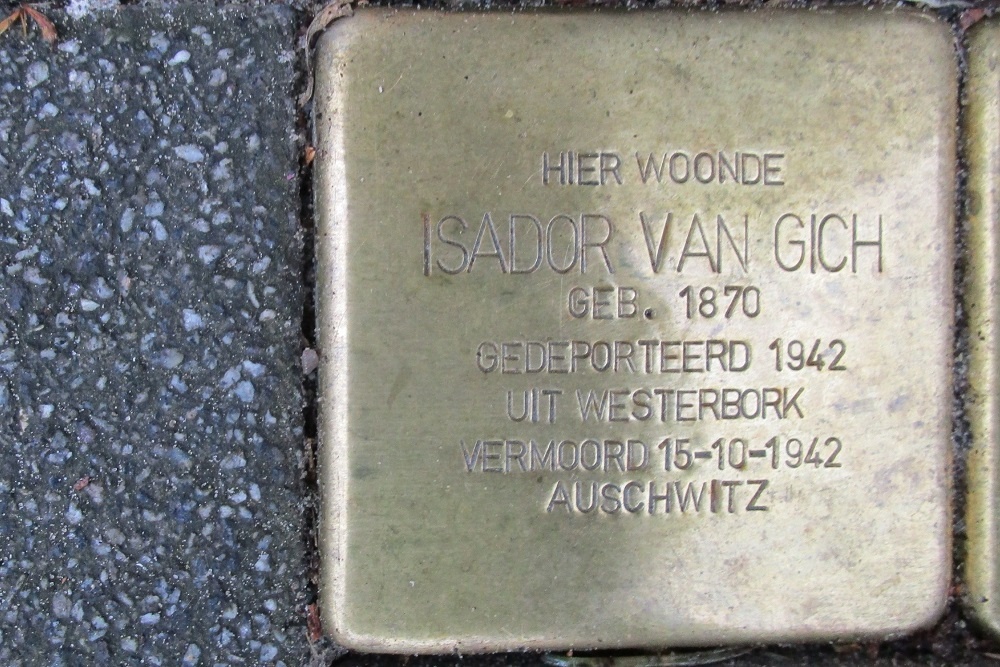 HIER WOONDE
ISADOR VAN GICH
GEB. 1870
GEDEPORTEERD 1942
UIT WESTERBORK
VERMOORD 15-10-1942
AUSCHWITZ